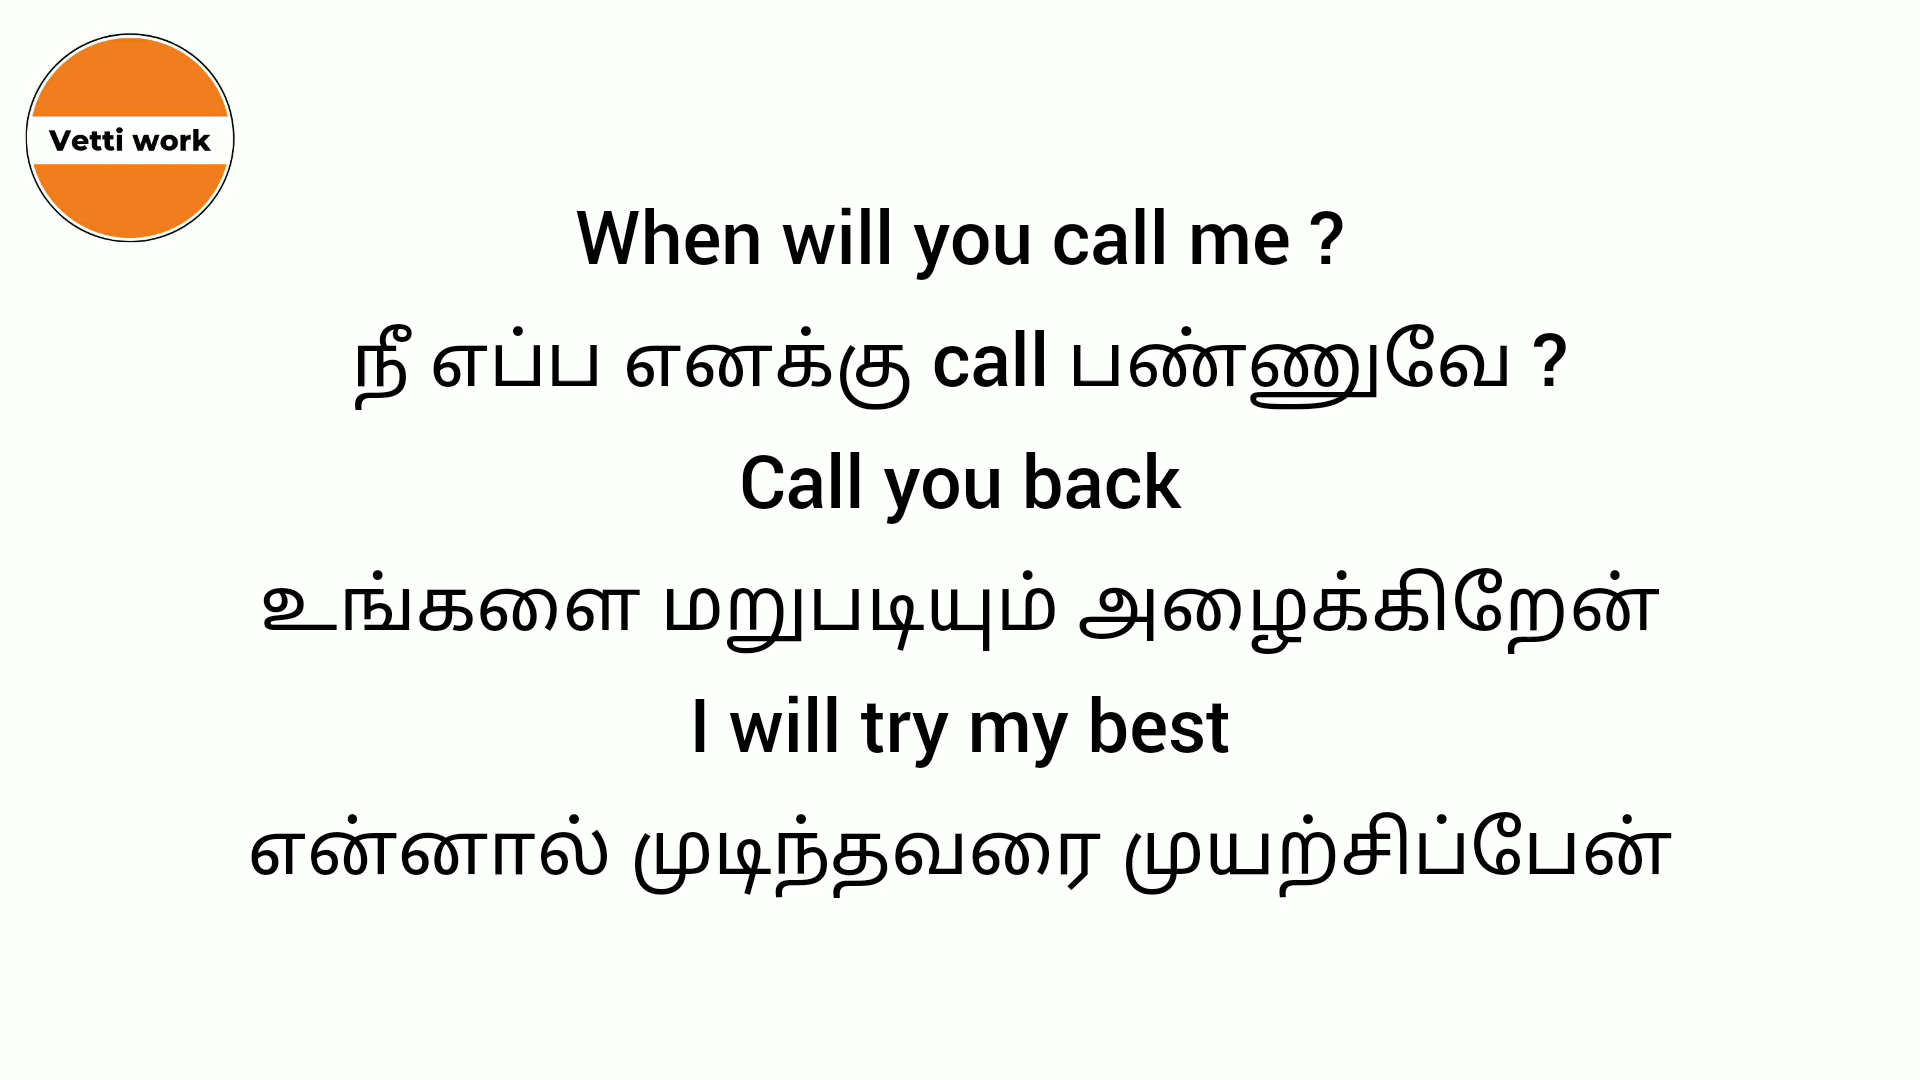 Vetti work
When will you call me ?
நீ எப்ப எனக்கு call பண்ணுவே ?
Call you back
உங்களை மறுபடியும் அழைக்கிறேன்
I will try my best
என்னால் முடிந்தவரை முயற்சிப்பேன்